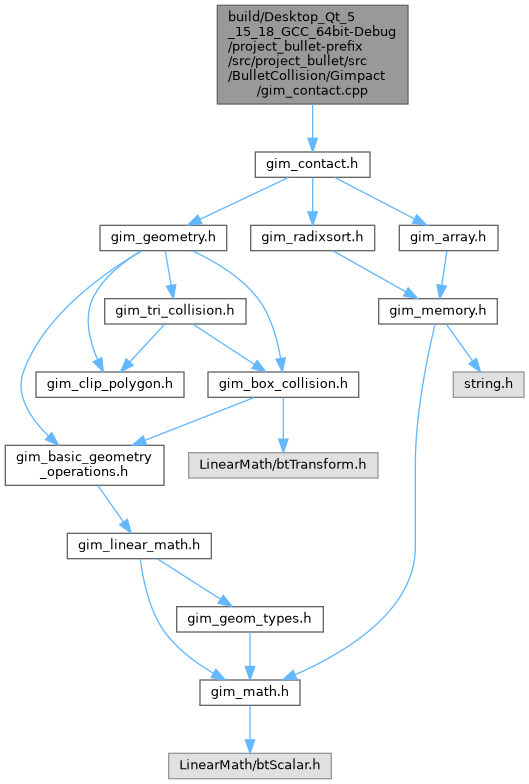 build/Desktop_Qt_5
_15_18_GCC_64bit-Debug
/project_bullet-prefix
/src/project_bullet/src
/BulletCollision/Gimpact
/gim_contact.cpp
gim_contact.h
gim_geometry.h
gim_radixsort.h
gim_array.h
gim_tri_collision.h
gim_memory.h
gim_clip_polygon.h
gim_box_collision.h
string.h
gim_basic_geometry
_operations.h
LinearMath/btTransform.h
gim_linear_math.h
gim_geom_types.h
gim_math.h
LinearMath/btScalar.h